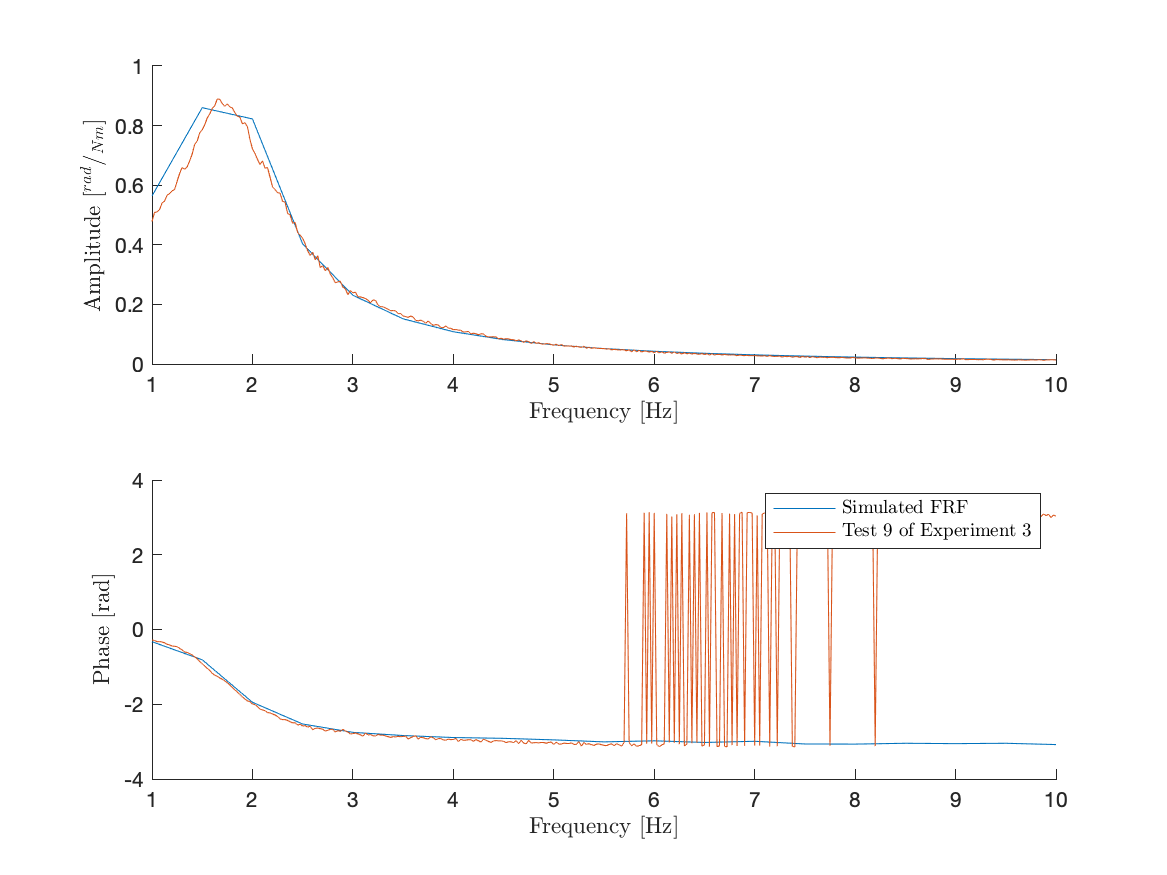 1
0.8
0.6
0.4
0.2
0
Amplitude [rad/Nm]
1 2 3 4 5 6 7 8 9 10
Frequency [Hz]
4
2
0
-2
-4
Phase [rad]
Simulated FRF
Test 9 of Experiment 3
1 2 3 4 5 6 7 8 9 10
Frequency [Hz]